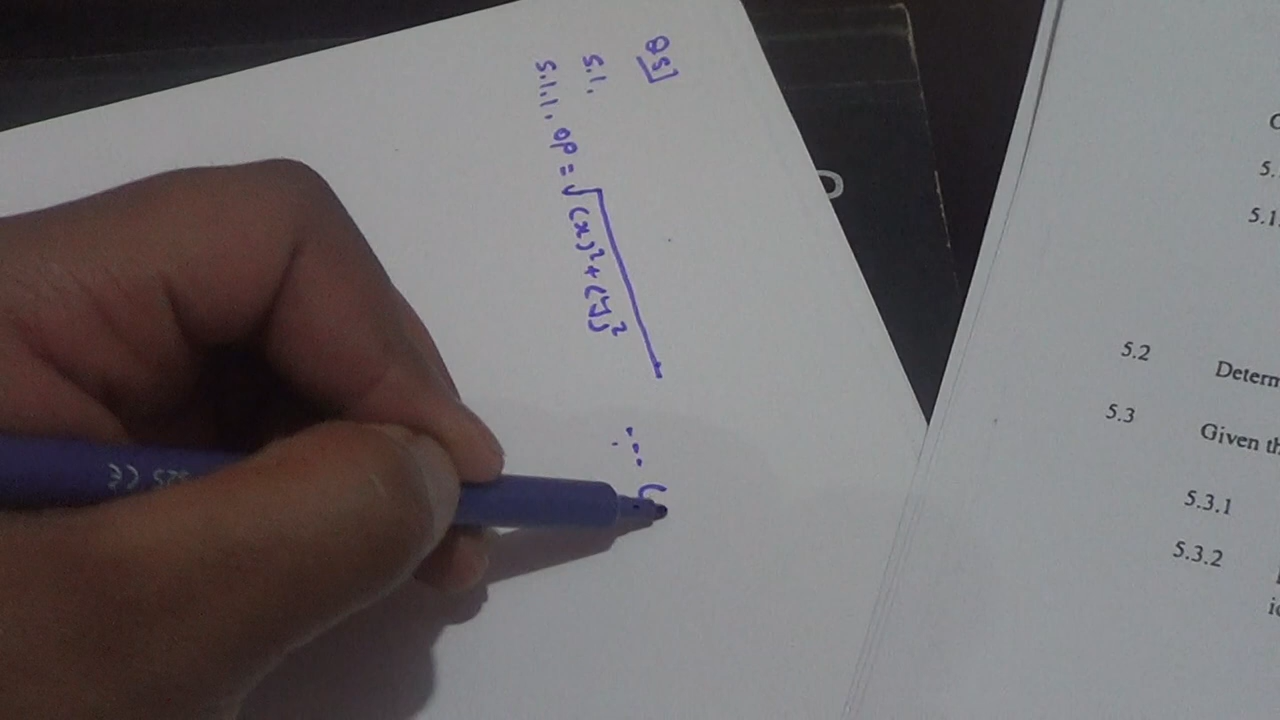 Q5]
5.1.
5.1.1. OP = √(x)²+(y)² ... (
5.
5.1
5.2 Determ
5.3 Given th
5.3.1
5.3.2